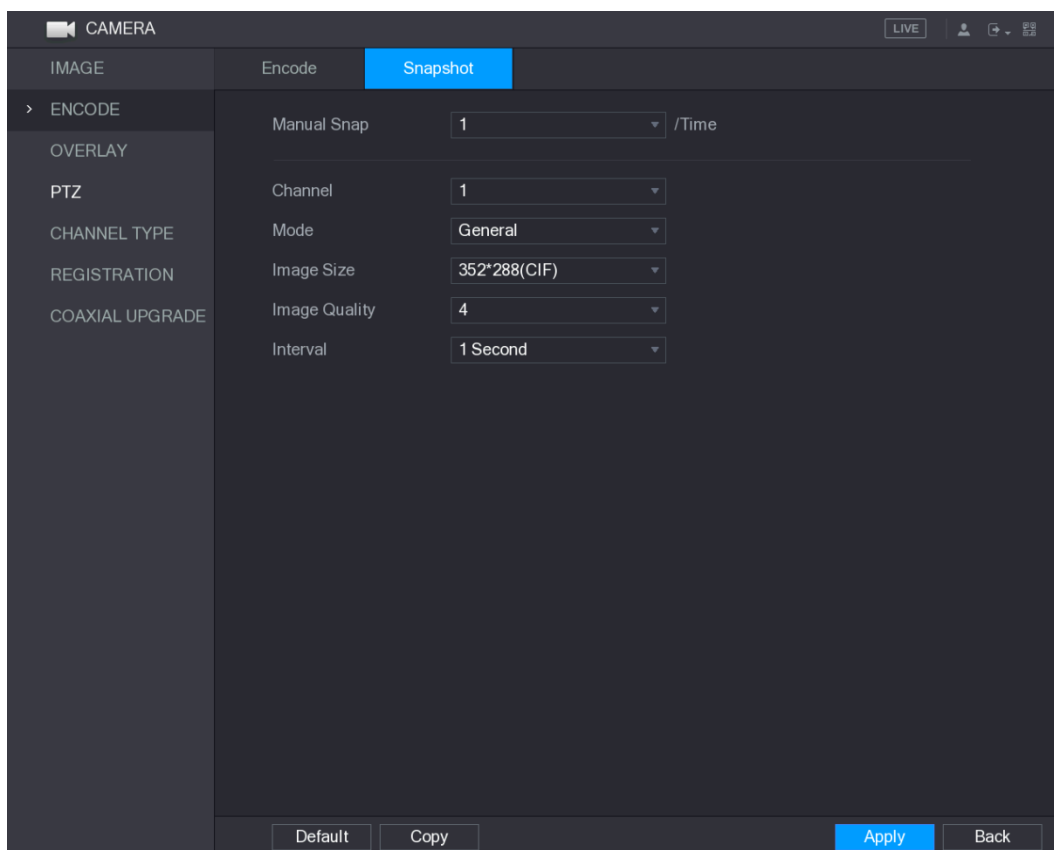 CAMERA
LIVE
IMAGE
ENCODE
OVERLAY
PTZ
CHANNEL TYPE
REGISTRATION
COAXIAL UPGRADE
Encode Snapshot
Manual Snap 1 /Time
Channel 1
Mode General
Image Size 352*288(CIF)
Image Quality 4
Interval 1 Second
Default Copy Apply Back